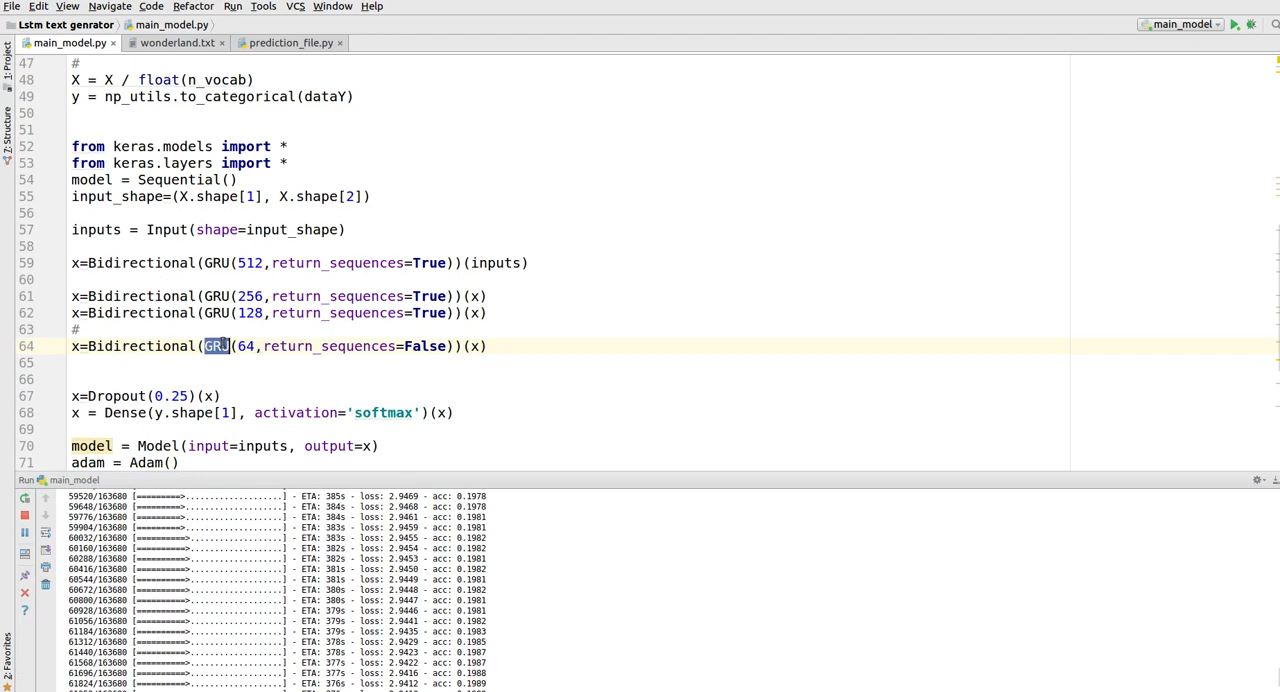 File Edit View Navigate Code Refactor Run Tools VCS Window Help
Lstm text genrator main_model.py main_model
main_model.py × wonderland.txt × prediction_file.py ×
1: Project
7: Structure
2: Favorites
47 #
48 X = X / float(n_vocab)
49 y = np_utils.to_categorical(dataY)
50
51
52 from keras.models import *
53 from keras.layers import *
54 model = Sequential()
55 input_shape=(X.shape[1], X.shape[2])
56
57 inputs = Input(shape=input_shape)
58
59 x=Bidirectional(GRU(512,return_sequences=True))(inputs)
60
61 x=Bidirectional(GRU(256,return_sequences=True))(x)
62 x=Bidirectional(GRU(128,return_sequences=True))(x)
63 #
64 x=Bidirectional(GRU(64,return_sequences=False))(x)
65
66
67 x=Dropout(0.25)(x)
68 x = Dense(y.shape[1], activation='softmax')(x)
69
70 model = Model(input=inputs, output=x)
71 adam = Adam()
Run main_model
59520/163680 [=========>....................] - ETA: 385s - loss: 2.9469 - acc: 0.1978
59648/163680 [=========>....................] - ETA: 384s - loss: 2.9468 - acc: 0.1978
59776/163680 [=========>....................] - ETA: 384s - loss: 2.9461 - acc: 0.1981
59904/163680 [=========>....................] - ETA: 383s - loss: 2.9459 - acc: 0.1981
60032/163680 [==========>...................] - ETA: 383s - loss: 2.9455 - acc: 0.1982
60160/163680 [==========>...................] - ETA: 382s - loss: 2.9454 - acc: 0.1982
60288/163680 [==========>...................] - ETA: 382s - loss: 2.9453 - acc: 0.1981
60416/163680 [==========>...................] - ETA: 381s - loss: 2.9450 - acc: 0.1982
60544/163680 [==========>...................] - ETA: 381s - loss: 2.9449 - acc: 0.1981
60672/163680 [==========>...................] - ETA: 380s - loss: 2.9448 - acc: 0.1982
60800/163680 [==========>...................] - ETA: 380s - loss: 2.9447 - acc: 0.1981
60928/163680 [==========>...................] - ETA: 379s - loss: 2.9446 - acc: 0.1981
61056/163680 [==========>...................] - ETA: 379s - loss: 2.9441 - acc: 0.1982
61184/163680 [==========>...................] - ETA: 379s - loss: 2.9435 - acc: 0.1983
61312/163680 [==========>...................] - ETA: 378s - loss: 2.9429 - acc: 0.1985
61440/163680 [==========>...................] - ETA: 378s - loss: 2.9423 - acc: 0.1987
61568/163680 [==========>...................] - ETA: 377s - loss: 2.9422 - acc: 0.1987
61696/163680 [==========>...................] - ETA: 377s - loss: 2.9416 - acc: 0.1988
61824/163680 [==========>...................] - ETA: 376s - loss: 2.9412 - acc: 0.1989